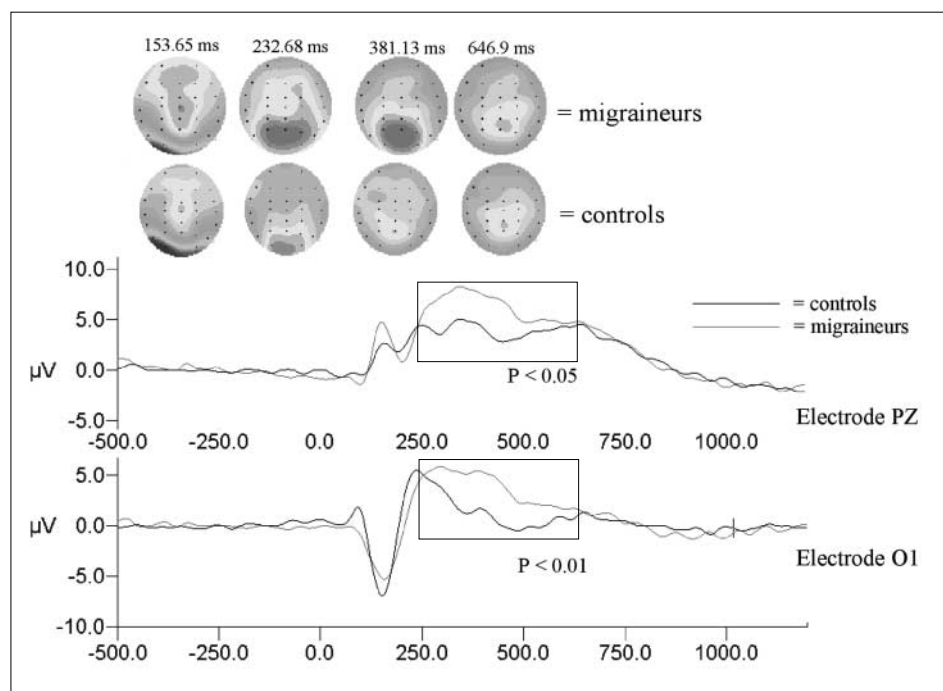 153.65 ms 232.68 ms 381.13 ms 646.9 ms
= migraineurs
= controls
10.0
5.0
0.0
-5.0
µV
= controls
= migraineurs
P < 0.05
Electrode PZ
-500.0 -250.0 0.0 250.0 500.0 750.0 1000.0
5.0
0.0
-5.0
-10.0
µV
P < 0.01
Electrode O1
-500.0 -250.0 0.0 250.0 500.0 750.0 1000.0